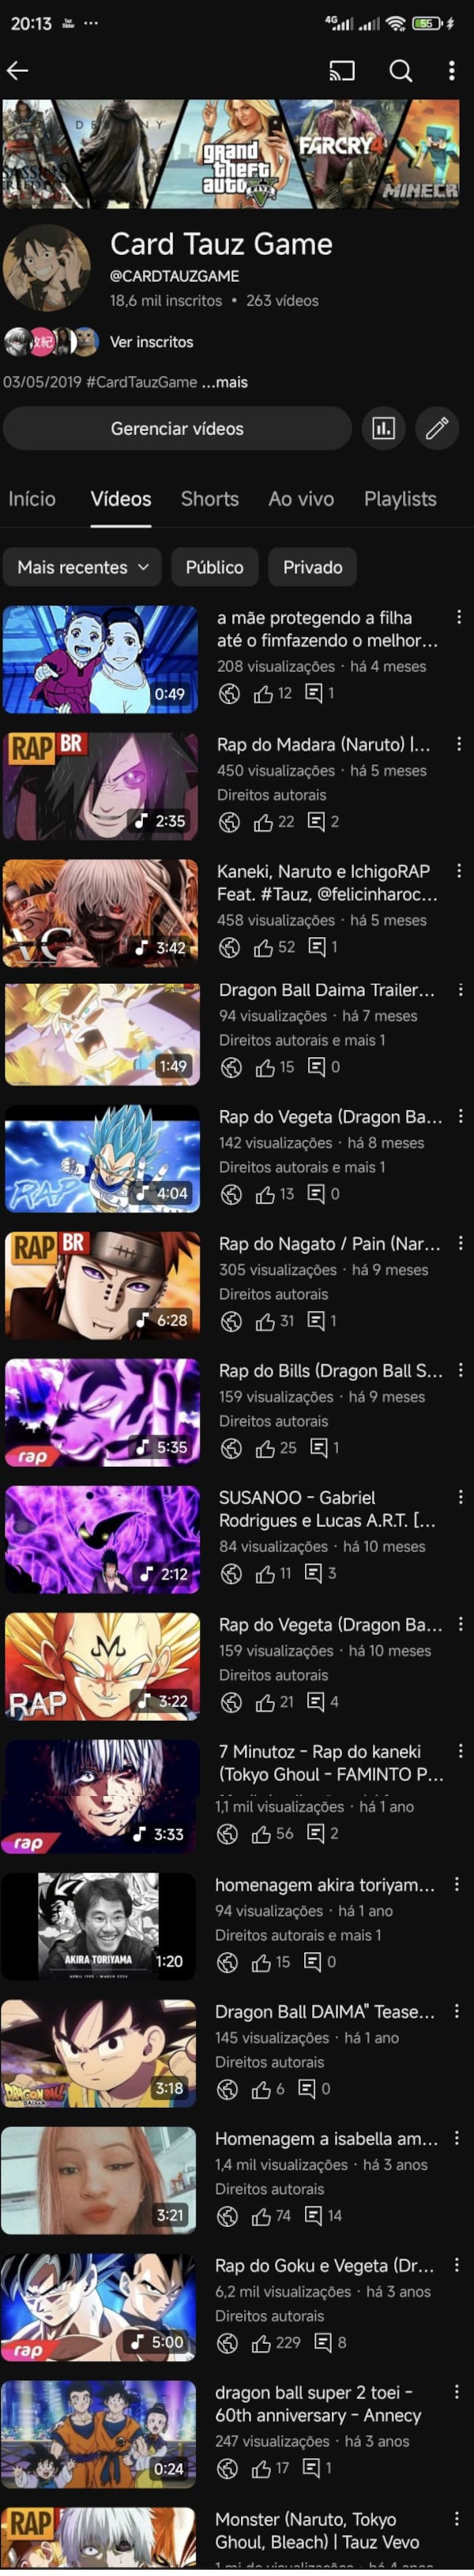 20:13
4G
55
DESTINY
ASSASSIN'S
CREED
grand
theft
auto
V
FIVE
FARCRY4
MINECR
Card Tauz Game
@CARDTAUZGAME
18,6 mil inscritos • 263 vídeos
Ver inscritos
03/05/2019 #CardTauzGame ...mais
Gerenciar vídeos
Início Vídeos Shorts Ao vivo Playlists
Mais recentes Público Privado
0:49
a mãe protegendo a filha
até o fimfazendo o melhor...
208 visualizações · há 4 meses
12 1
RAP BR
2:35
Rap do Madara (Naruto) |...
450 visualizações · há 5 meses
Direitos autorais
22 2
3:42
Kaneki, Naruto e IchigoRAP
Feat. #Tauz, @felicinharoc...
458 visualizações · há 5 meses
52 1
1:49
Dragon Ball Daima Trailer...
94 visualizações · há 7 meses
Direitos autorais e mais 1
15 0
RAP
4:04
Rap do Vegeta (Dragon Ba...
142 visualizações · há 8 meses
Direitos autorais e mais 1
13 0
RAP BR
6:28
Rap do Nagato / Pain (Nar...
305 visualizações · há 9 meses
Direitos autorais
31 1
rap
5:35
Rap do Bills (Dragon Ball S...
159 visualizações · há 9 meses
Direitos autorais
25 1
2:12
SUSANOO - Gabriel
Rodrigues e Lucas A.R.T. [...
84 visualizações · há 10 meses
11 3
RAP
3:22
Rap do Vegeta (Dragon Ba...
159 visualizações · há 10 meses
Direitos autorais
21 4
rap
3:33
7 Minutoz - Rap do kaneki
(Tokyo Ghoul - FAMINTO P...
1,1 mil visualizações · há 1 ano
56 2
AKIRA TORIYAMA
1:20
homenagem akira toriyam...
94 visualizações · há 1 ano
Direitos autorais e mais 1
15 0
DRAGONBALL
DAIMA
3:18
Dragon Ball DAIMA" Tease...
145 visualizações · há 1 ano
Direitos autorais
6 0
3:21
Homenagem a isabella am...
1,4 mil visualizações · há 3 anos
Direitos autorais
74 14
rap
5:00
Rap do Goku e Vegeta (Dr...
6,2 mil visualizações · há 3 anos
Direitos autorais
229 8
0:24
dragon ball super 2 toei -
60th anniversary - Annecy
247 visualizações · há 3 anos
17 1
RAP
Monster (Naruto, Tokyo
Ghoul, Bleach) | Tauz Vevo